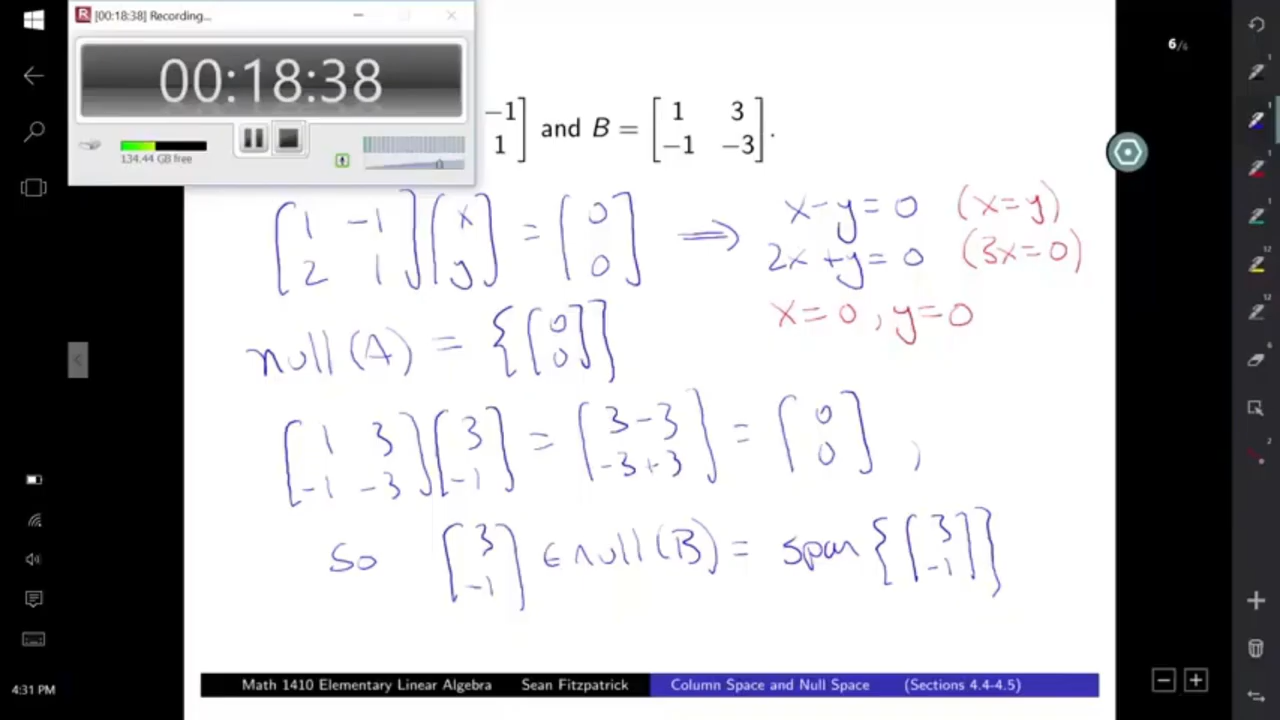 [00:18:38] Recording...
00:18:38
134.44 GB free
6/6
−1] and B = [1 3
1] [−1 −3].
[1 −1] [x] = [0] ⟹ x−y=0 (x=y)
[2 1] [y] [0] 2x+y=0 (3x=0)
x=0, y=0
null(A) = {[0
0]}
[1 3] [3] = [3−3] = [0]
[−1 −3] [−1] [−3+3] [0] ,
So [3
−1] ∈ null(B) = span{[3
−1]}
Math 1410 Elementary Linear Algebra Sean Fitzpatrick Column Space and Null Space (Sections 4.4-4.5)
4:31 PM